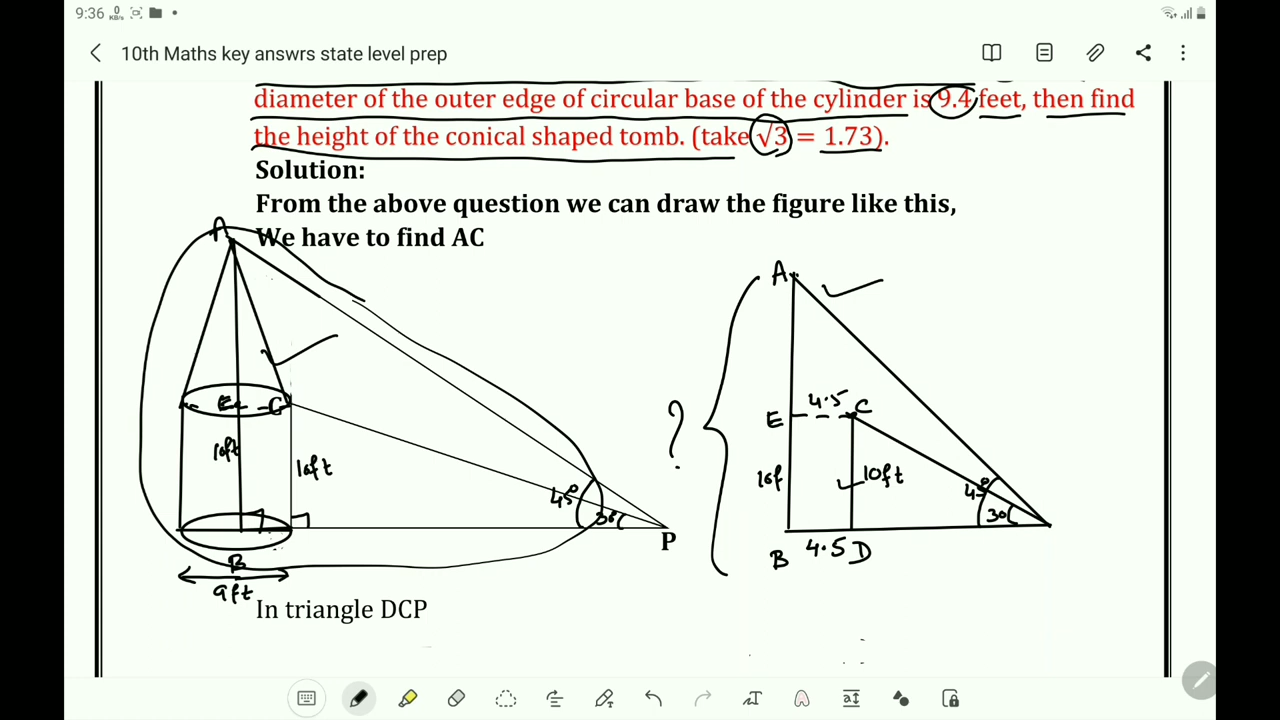 9:36 0 KB/s
10th Maths key answrs state level prep
diameter of the outer edge of circular base of the cylinder is 9.4 feet, then find
the height of the conical shaped tomb. (take √3 = 1.73).
Solution:
From the above question we can draw the figure like this,
We have to find AC
A
A
4.5
E C
E C
10ft
10ft
?
10f
10ft
45°
30°
45°
30
P
B
B 4.5 D
9ft
In triangle DCP